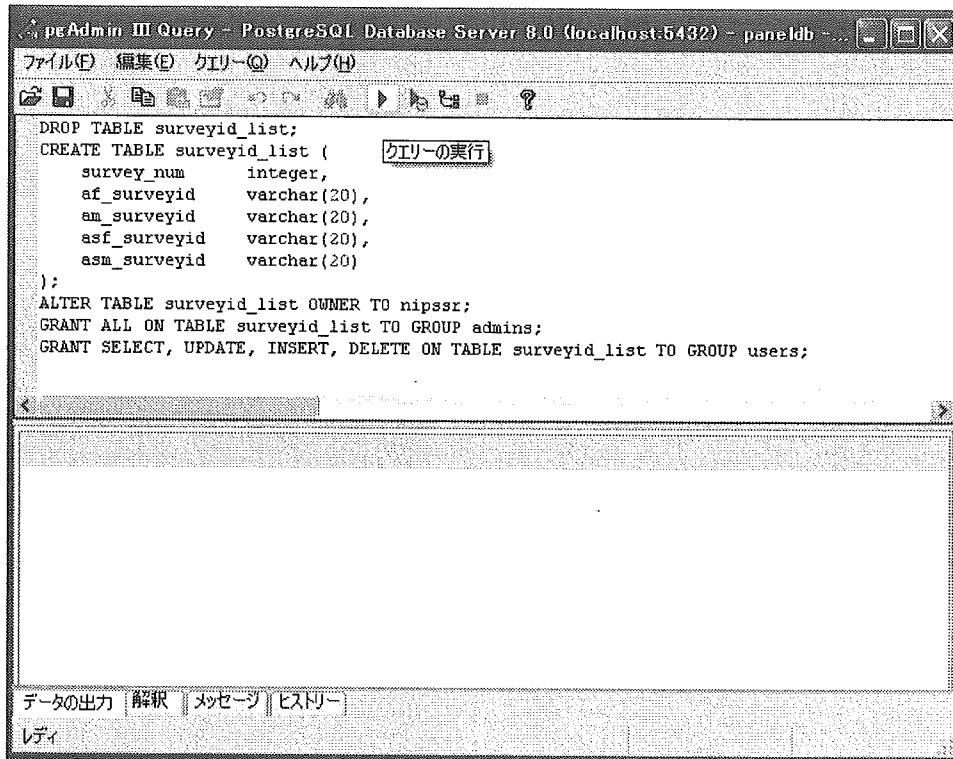 pgAdmin III Query - PostgreSQL Database Server 8.0 (localhost:5432) - paneldb -...
ファイル(F) 編集(E) クエリー(Q) ヘルプ(H)
DROP TABLE surveyid_list;
CREATE TABLE surveyid_list (
クエリーの実行
survey_num integer,
af_surveyid varchar(20),
am_surveyid varchar(20),
asf_surveyid varchar(20),
asm_surveyid varchar(20)
);
ALTER TABLE surveyid_list OWNER TO nipssr;
GRANT ALL ON TABLE surveyid_list TO GROUP admins;
GRANT SELECT, UPDATE, INSERT, DELETE ON TABLE surveyid_list TO GROUP users;
データの出力 解釈 メッセージ ヒストリー
レディ